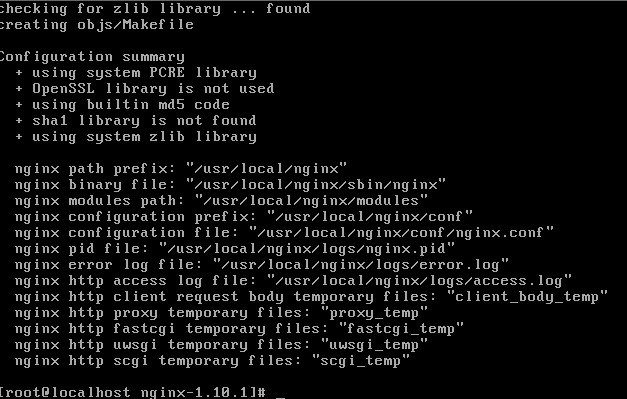 checking for zlib library ... found
creating objs/Makefile
Configuration summary
+ using system PCRE library
+ OpenSSL library is not used
+ using builtin md5 code
+ sha1 library is not found
+ using system zlib library
nginx path prefix: "/usr/local/nginx"
nginx binary file: "/usr/local/nginx/sbin/nginx"
nginx modules path: "/usr/local/nginx/modules"
nginx configuration prefix: "/usr/local/nginx/conf"
nginx configuration file: "/usr/local/nginx/conf/nginx.conf"
nginx pid file: "/usr/local/nginx/logs/nginx.pid"
nginx error log file: "/usr/local/nginx/logs/error.log"
nginx http access log file: "/usr/local/nginx/logs/access.log"
nginx http client request body temporary files: "client_body_temp"
nginx http proxy temporary files: "proxy_temp"
nginx http fastcgi temporary files: "fastcgi_temp"
nginx http uwsgi temporary files: "uwsgi_temp"
nginx http scgi temporary files: "scgi_temp"
[root@localhost nginx-1.10.1]# _